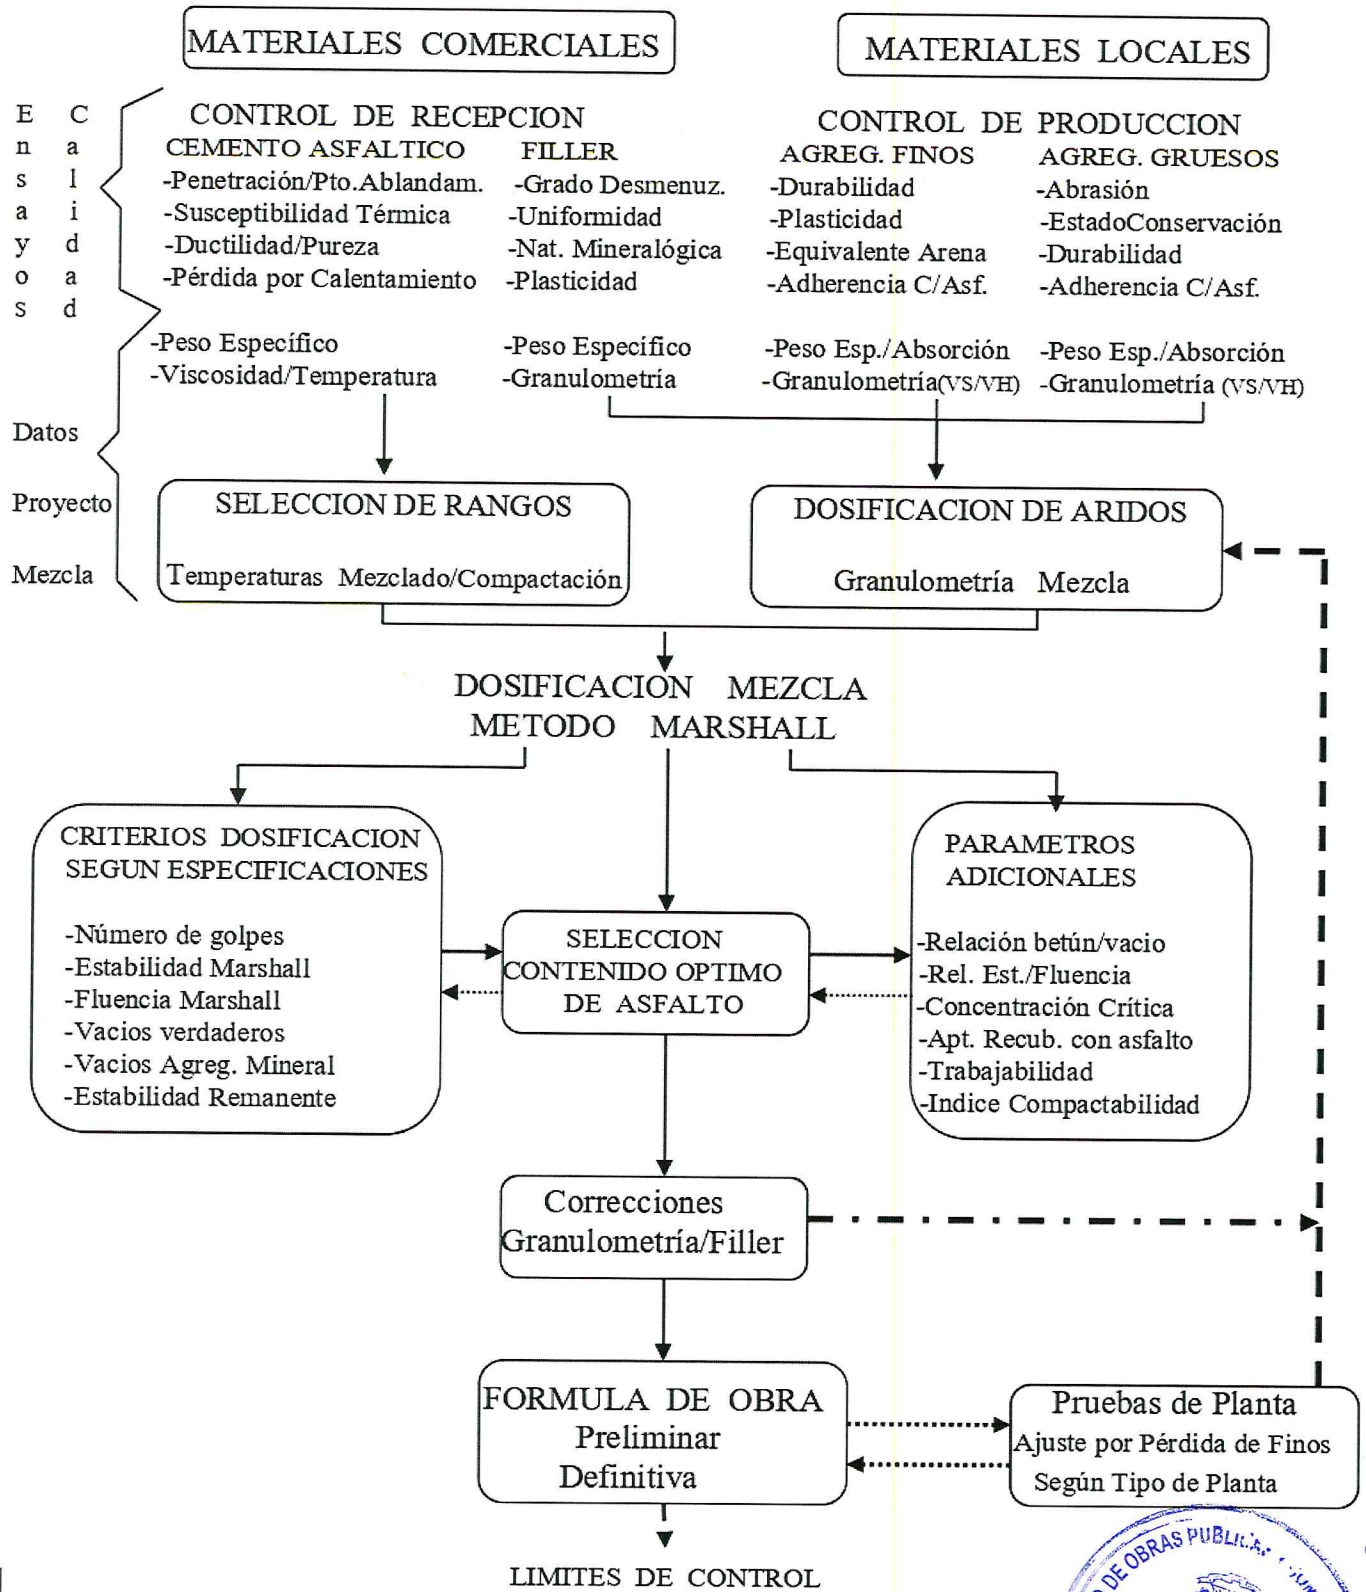 MATERIALES COMERCIALES
MATERIALES LOCALES
Ensayos
Calidad
CONTROL DE RECEPCION
CEMENTO ASFALTICO
-Penetración/Pto.Ablandam.
-Susceptibilidad Térmica
-Ductilidad/Pureza
-Pérdida por Calentamiento
FILLER
-Grado Desmenuz.
-Uniformidad
-Nat. Mineralógica
-Plasticidad
CONTROL DE PRODUCCION
AGREG. FINOS
-Durabilidad
-Plasticidad
-Equivalente Arena
-Adherencia C/Asf.
AGREG. GRUESOS
-Abrasión
-EstadoConservación
-Durabilidad
-Adherencia C/Asf.
Datos
Proyecto
Mezcla
-Peso Específico
-Viscosidad/Temperatura
-Peso Específico
-Granulometría
-Peso Esp./Absorción
-Granulometría(VS/VH)
-Peso Esp./Absorción
-Granulometría (VS/VH)
SELECCION DE RANGOS
Temperaturas Mezclado/Compactación
DOSIFICACION DE ARIDOS
Granulometría Mezcla
DOSIFICACION MEZCLA
METODO MARSHALL
CRITERIOS DOSIFICACION
SEGUN ESPECIFICACIONES
-Número de golpes
-Estabilidad Marshall
-Fluencia Marshall
-Vacios verdaderos
-Vacios Agreg. Mineral
-Estabilidad Remanente
SELECCION
CONTENIDO OPTIMO
DE ASFALTO
PARAMETROS
ADICIONALES
-Relación betún/vacio
-Rel. Est./Fluencia
-Concentración Crítica
-Apt. Recub. con asfalto
-Trabajabilidad
-Indice Compactabilidad
Correcciones
Granulometría/Filler
FORMULA DE OBRA
Preliminar
Definitiva
Pruebas de Planta
Ajuste por Pérdida de Finos
Según Tipo de Planta
LIMITES DE CONTROL
DE OBRAS PUBLICAS